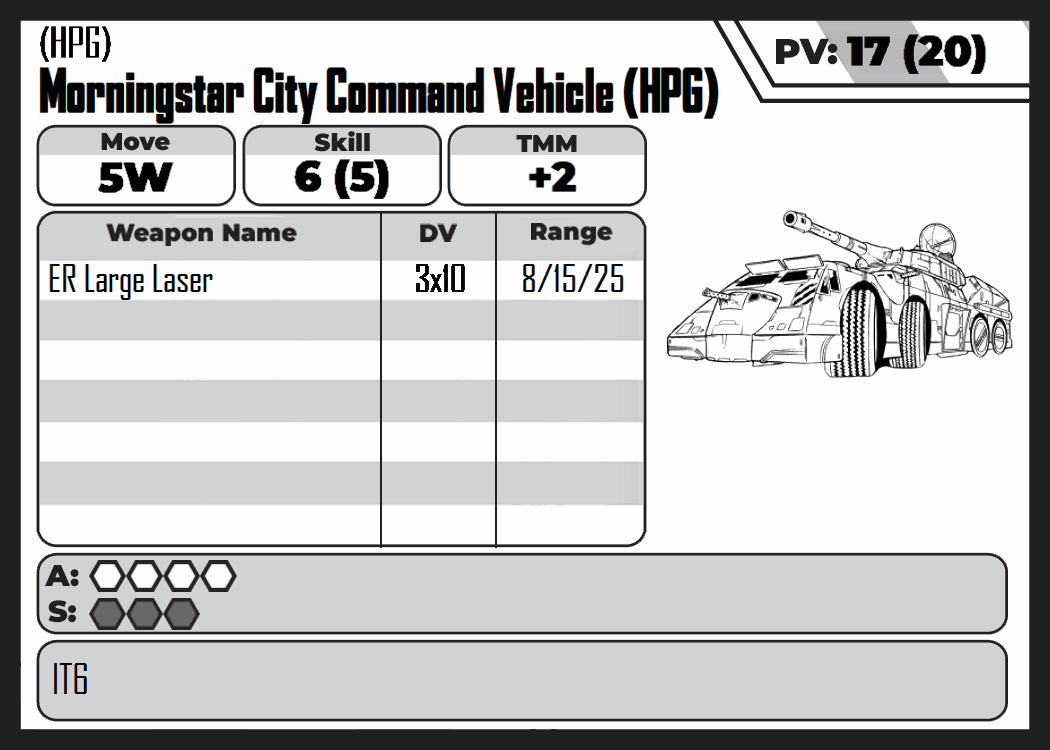 (HPG)
PV: 17 (20)
Morningstar City Command Vehicle (HPG)
Move Skill TMM
5W 6 (5) +2
Weapon Name DV Range
ER Large Laser 3x10 8/15/25
A:
S:
IT6